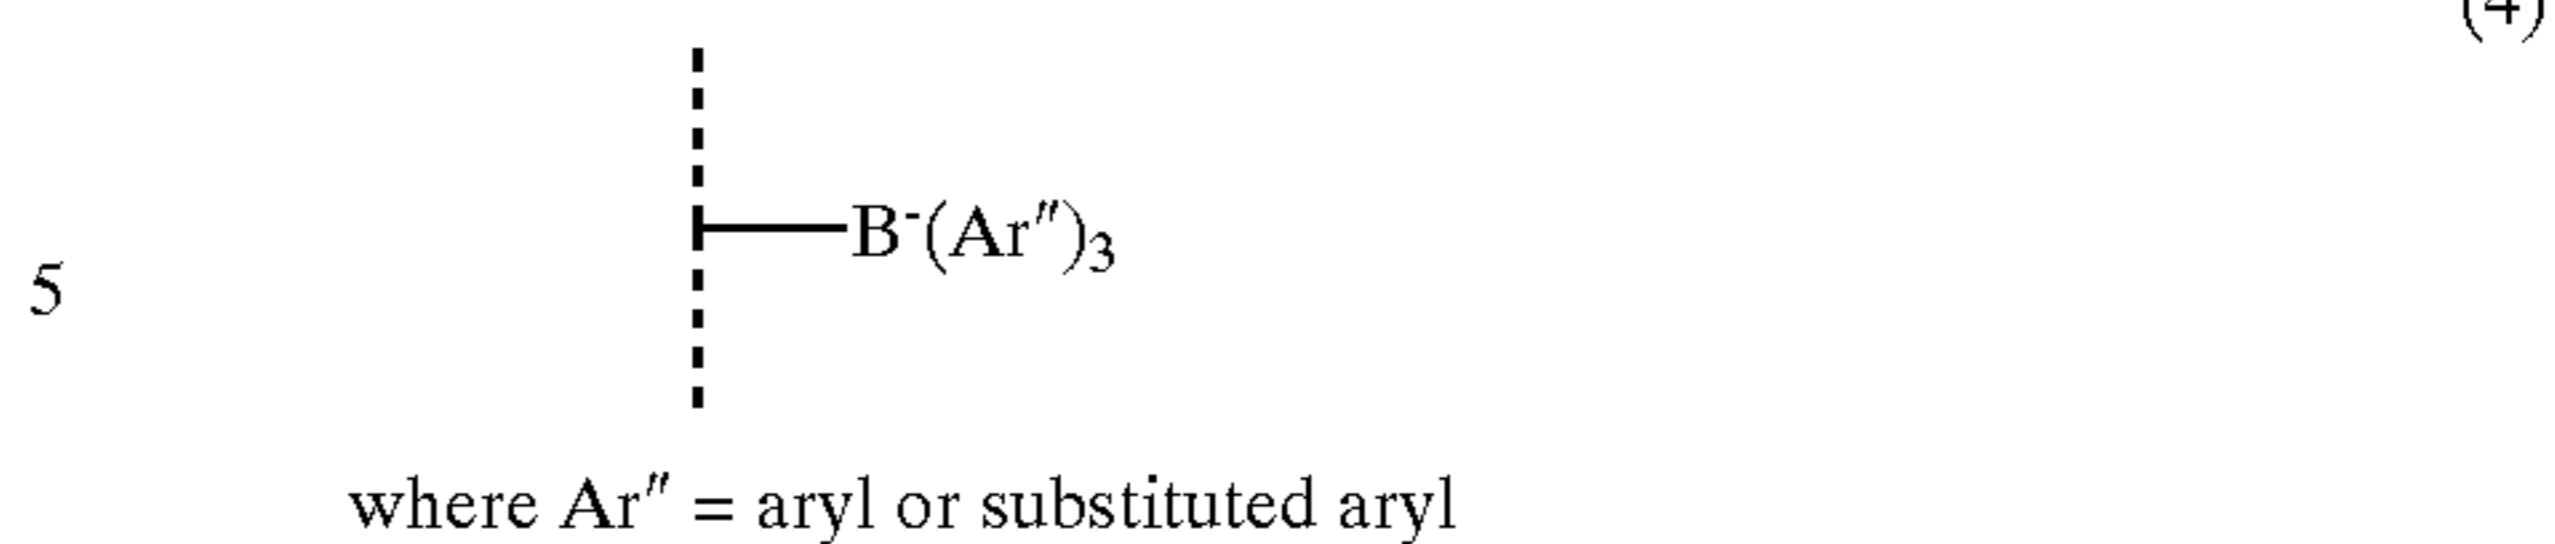 (4)
B⁻(Ar″)₃
5
where Ar″ = aryl or substituted aryl